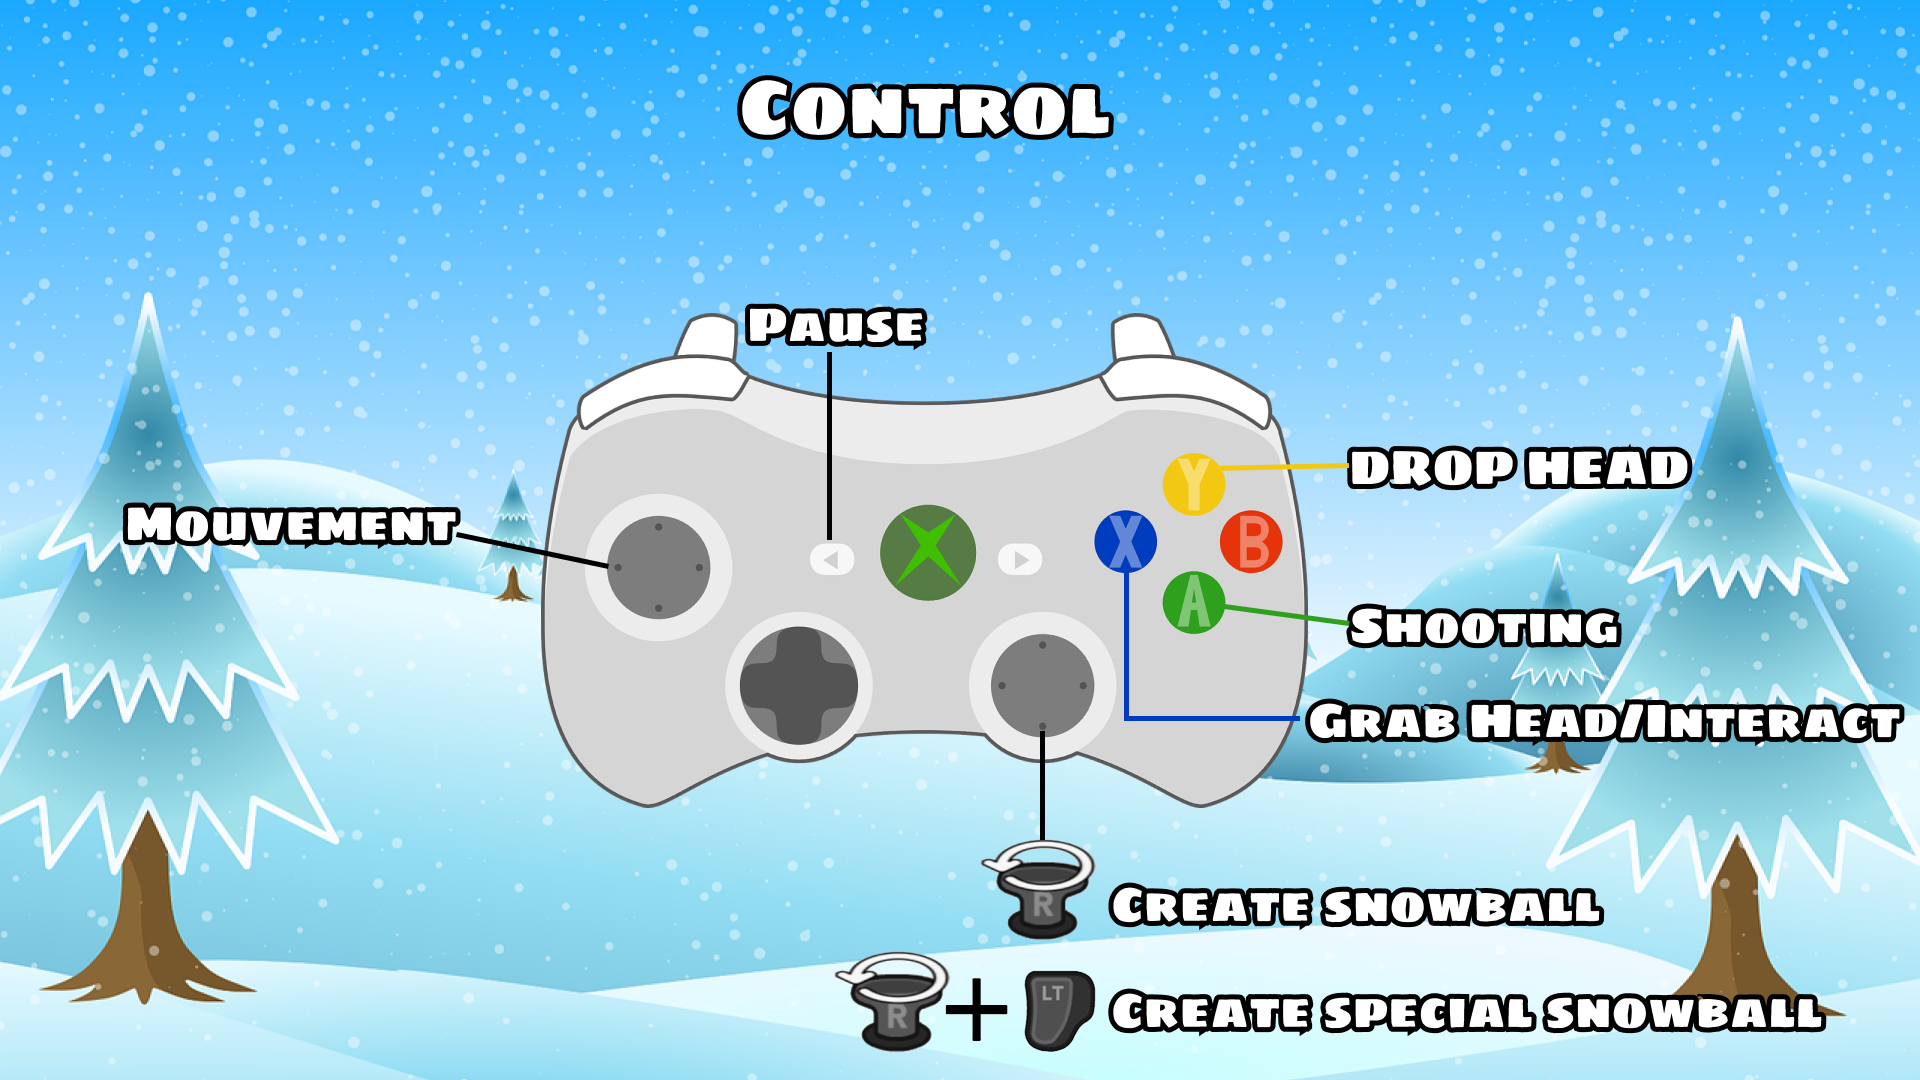 Control
Pause
Y
DROP HEAD
Mouvement
X
B
A
Shooting
Grab Head/Interact
R
Create snowball
R + LT
Create special snowball